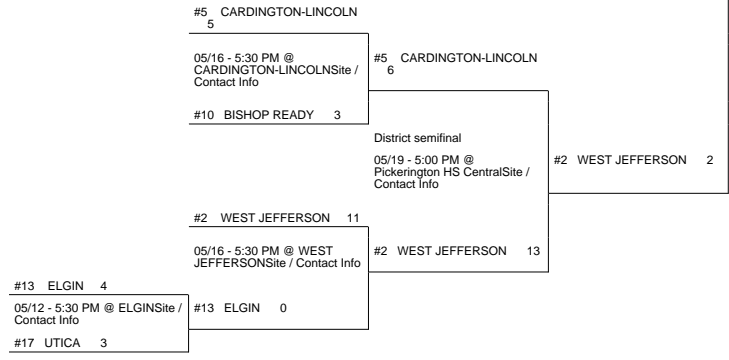 #5 CARDINGTON-LINCOLN
5
05/16 - 5:30 PM @
CARDINGTON-LINCOLNSite /
Contact Info
#10 BISHOP READY 3
#5 CARDINGTON-LINCOLN
6
District semifinal
05/19 - 5:00 PM @
Pickerington HS CentralSite /
Contact Info
#2 WEST JEFFERSON 2
#2 WEST JEFFERSON 11
05/16 - 5:30 PM @ WEST
JEFFERSONSite / Contact Info
#2 WEST JEFFERSON 13
#13 ELGIN 4
05/12 - 5:30 PM @ ELGINSite /
Contact Info
#13 ELGIN 0
#17 UTICA 3